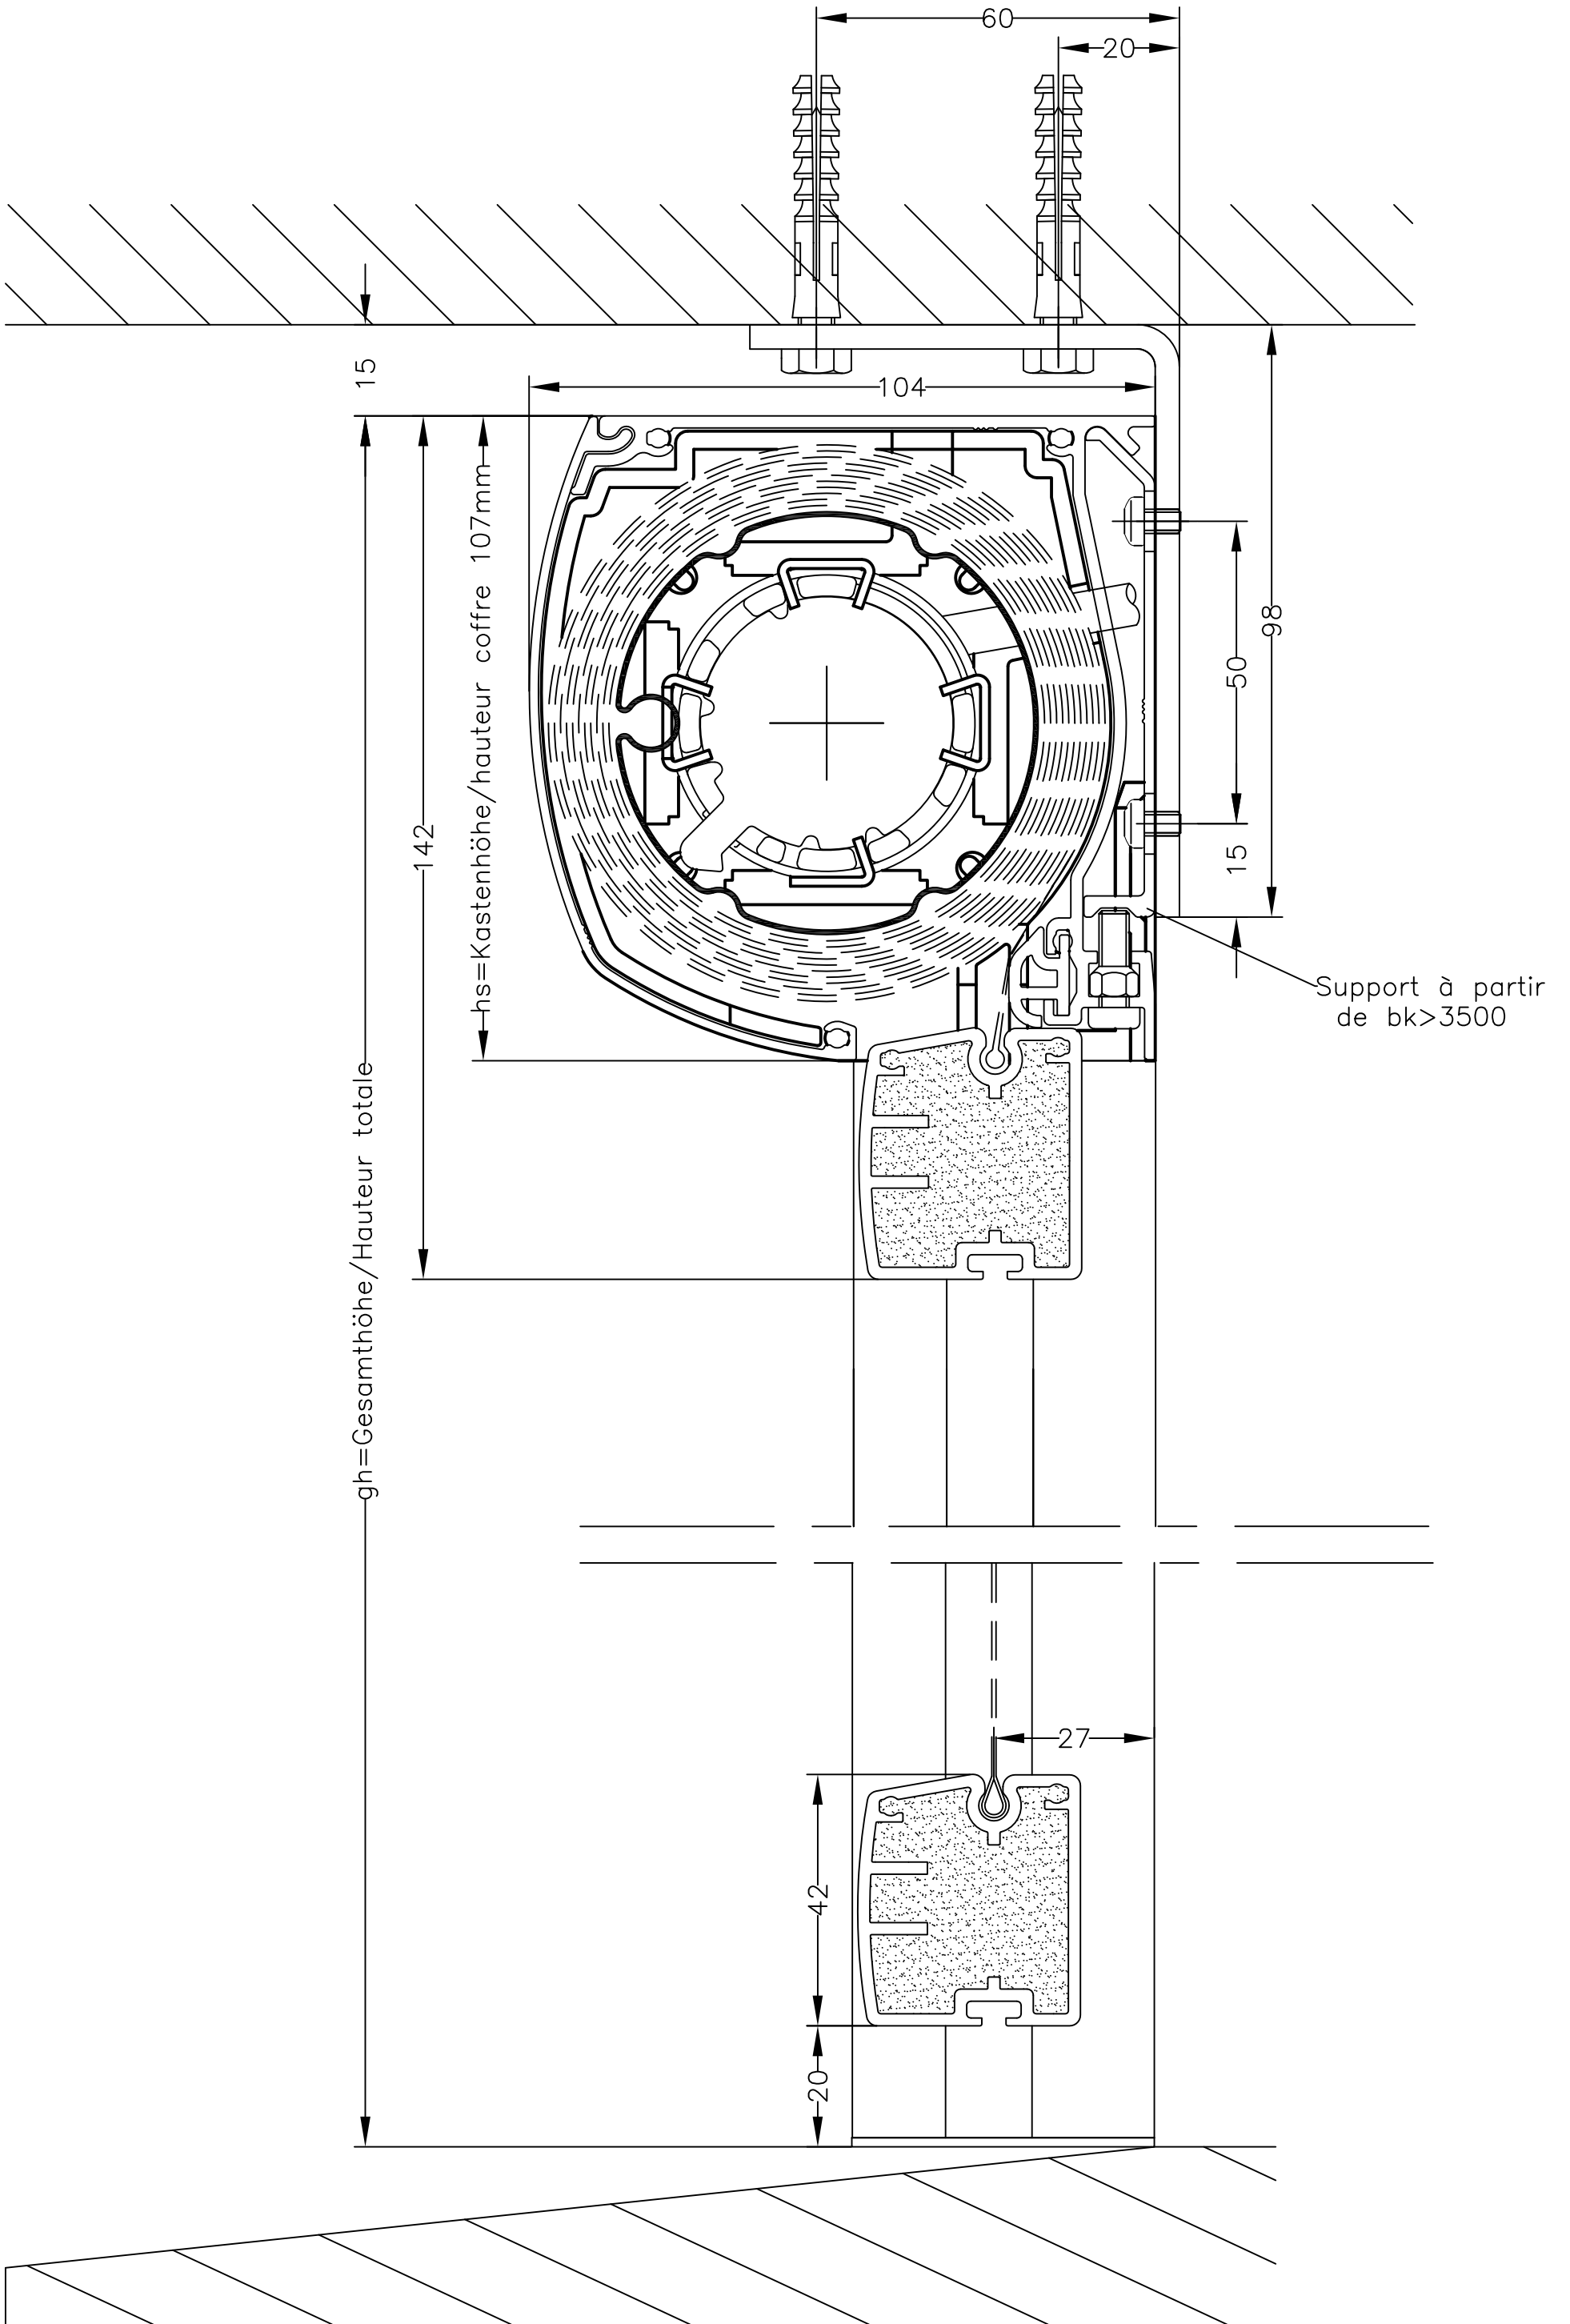 60
20
15
104
98
hs=Kastenhöhe/hauteur coffre 107mm
50
142
15
Support à partir
de bk>3500
gh=Gesamthöhe/Hauteur totale
27
42
20